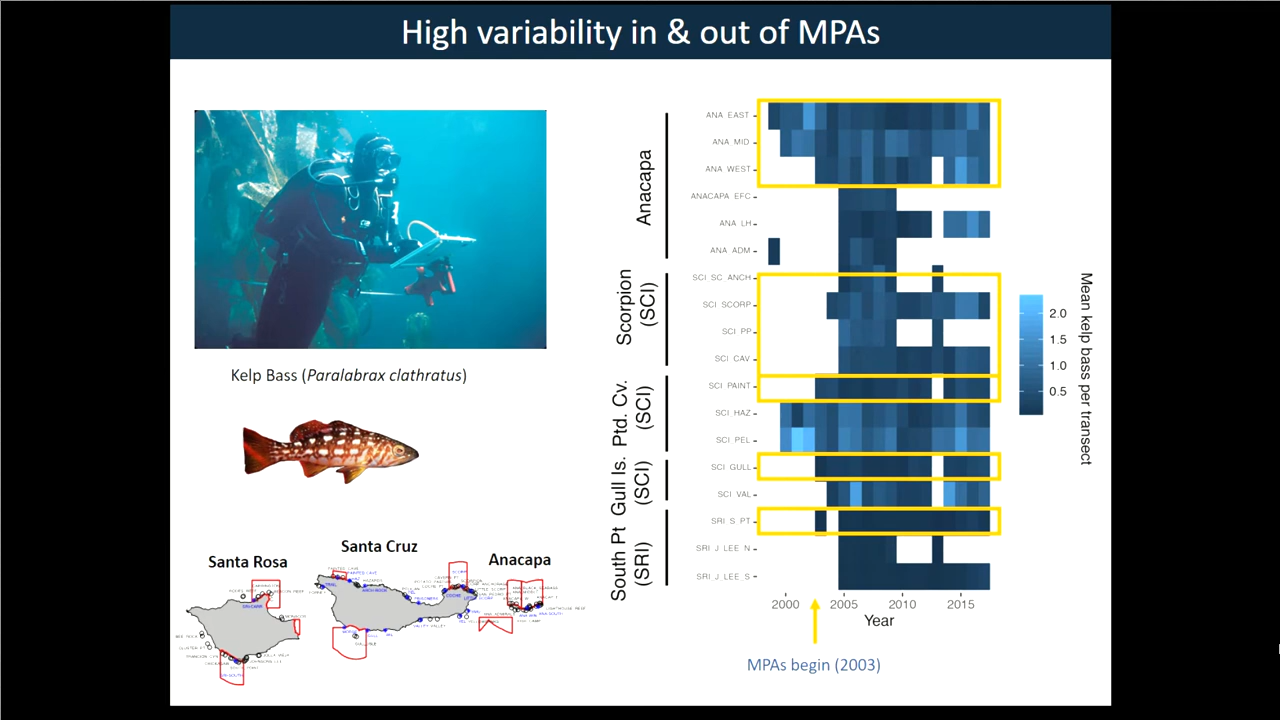 High variability in & out of MPAs
Kelp Bass (Paralabrax clathratus)
Santa Rosa
Santa Cruz
Anacapa
Anacapa
Scorpion
(SCI)
Ptd. Cv.
(SCI)
Gull Is.
(SCI)
South Pt
(SRI)
ANA EAST
ANA MID
ANA WEST
ANACAPA EFC
ANA LH
ANA ADM
SCI SC ANCH
SCI SCORP
SCI PP
SCI CAV
SCI PAINT
SCI HAZ
SCI PEL
SCI GULL
SCI VAL
SRI S PT
SRI J LEE N
SRI J LEE S
2000 2005 2010 2015
Year
MPAs begin (2003)
2.0
1.5
1.0
0.5
Mean kelp bass per transect